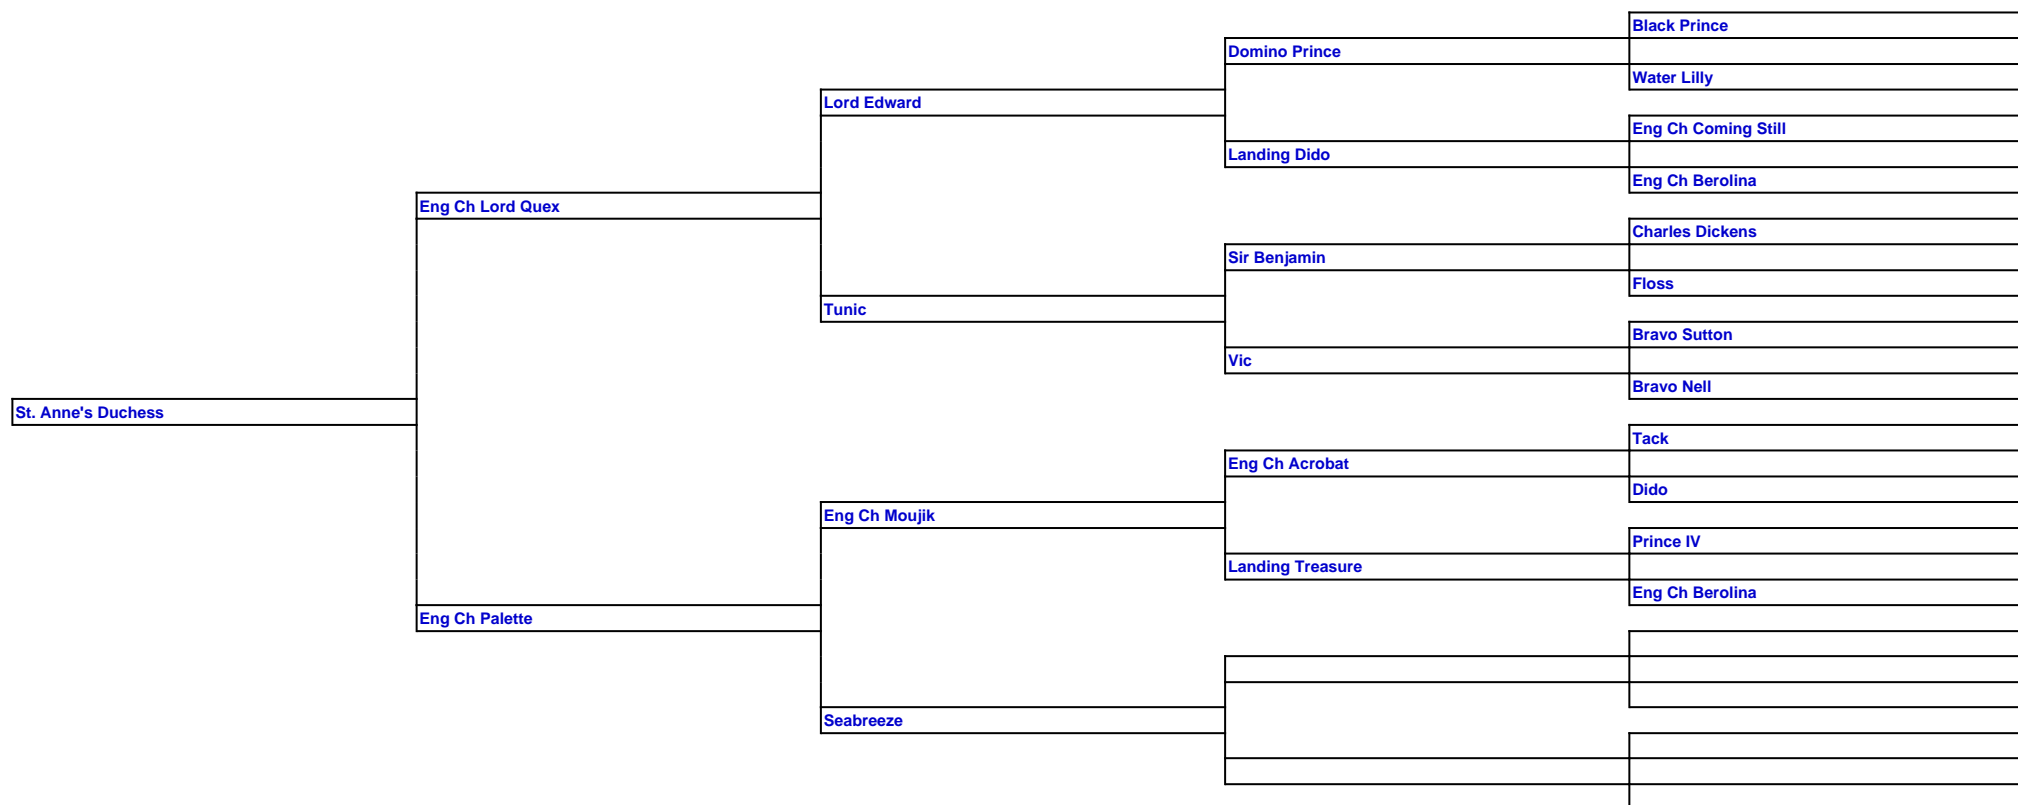 Black Prince
Domino Prince
Water Lilly
Lord Edward
Eng Ch Coming Still
Landing Dido
Eng Ch Berolina
Eng Ch Lord Quex
Charles Dickens
Sir Benjamin
Floss
Tunic
Bravo Sutton
Vic
Bravo Nell
St. Anne's Duchess
Tack
Eng Ch Acrobat
Dido
Eng Ch Moujik
Prince IV
Landing Treasure
Eng Ch Berolina
Eng Ch Palette
Seabreeze